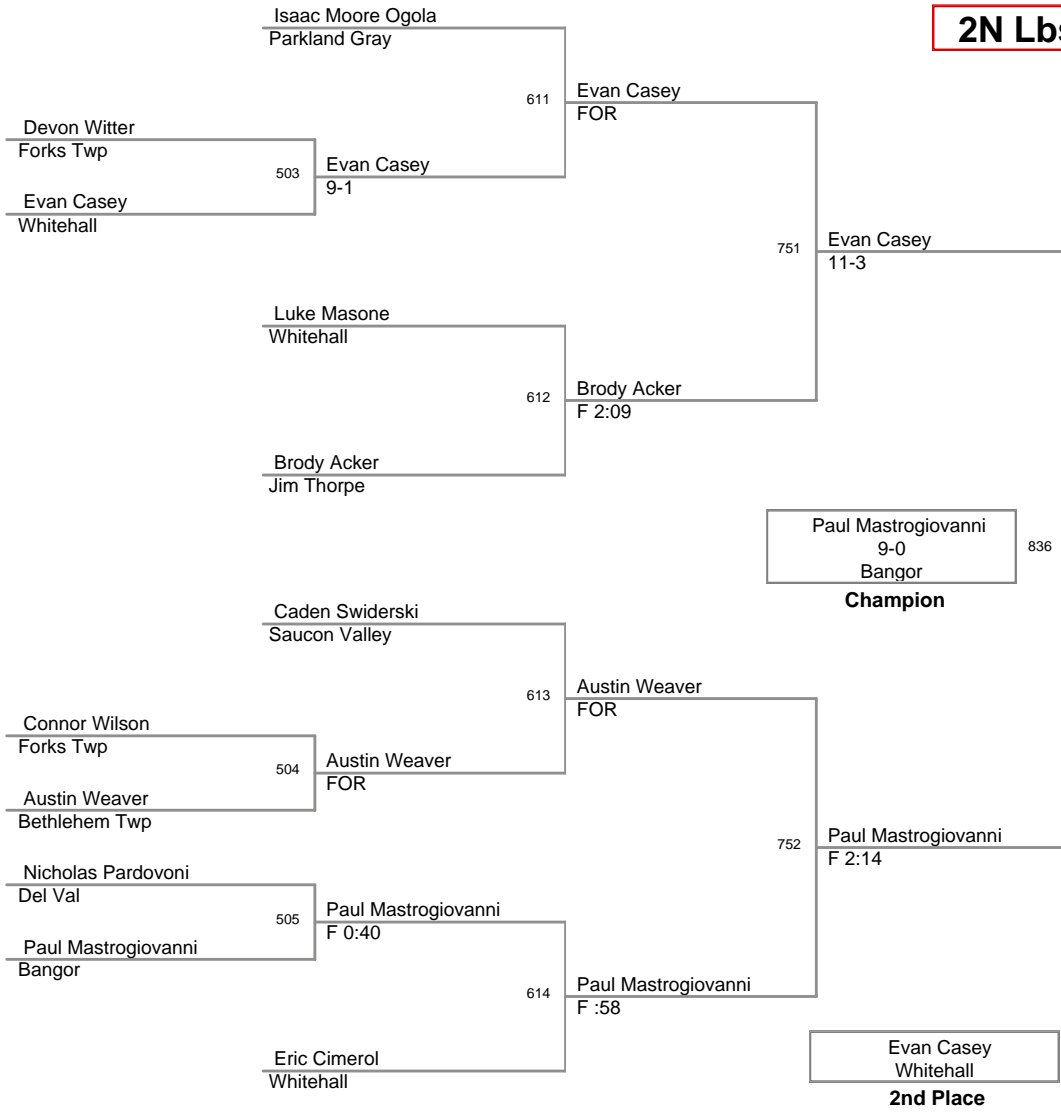 Isaac Moore Ogola
Parkland Gray
2N Lbs
611
Evan Casey
FOR
Devon Witter
Forks Twp
503
Evan Casey
9-1
Evan Casey
Whitehall
751
Evan Casey
11-3
Luke Masone
Whitehall
612
Brody Acker
F 2:09
Brody Acker
Jim Thorpe
Paul Mastrogiovanni
9-0
Bangor
836
Champion
Caden Swiderski
Saucon Valley
613
Austin Weaver
FOR
Connor Wilson
Forks Twp
504
Austin Weaver
FOR
Austin Weaver
Bethlehem Twp
752
Paul Mastrogiovanni
F 2:14
Nicholas Pardovoni
Del Val
505
Paul Mastrogiovanni
F 0:40
Paul Mastrogiovanni
Bangor
614
Paul Mastrogiovanni
F :58
Eric Cimerol
Whitehall
Evan Casey
Whitehall
2nd Place